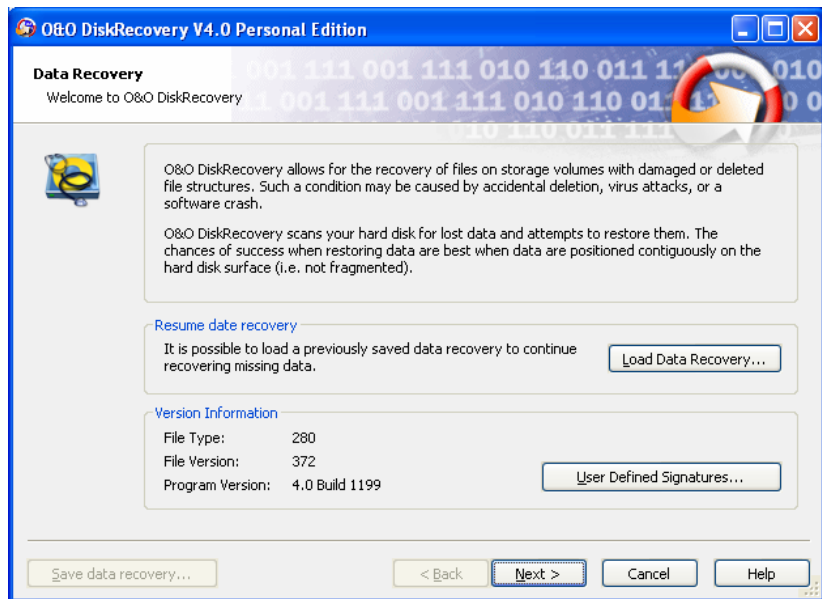 O&O DiskRecovery V4.0 Personal Edition
Data Recovery
Welcome to O&O DiskRecovery
001 111 001 111 010 110 011 11 010
001 111 001 111 010 110 01
010 110 011 111
O&O DiskRecovery allows for the recovery of files on storage volumes with damaged or deleted
file structures. Such a condition may be caused by accidental deletion, virus attacks, or a
software crash.
O&O DiskRecovery scans your hard disk for lost data and attempts to restore them. The
chances of success when restoring data are best when data are positioned contiguously on the
hard disk surface (i.e. not fragmented).
Resume date recovery
It is possible to load a previously saved data recovery to continue
recovering missing data.
Load Data Recovery...
Version Information
File Type: 280
File Version: 372
Program Version: 4.0 Build 1199
User Defined Signatures...
Save data recovery...
< Back
Next >
Cancel
Help